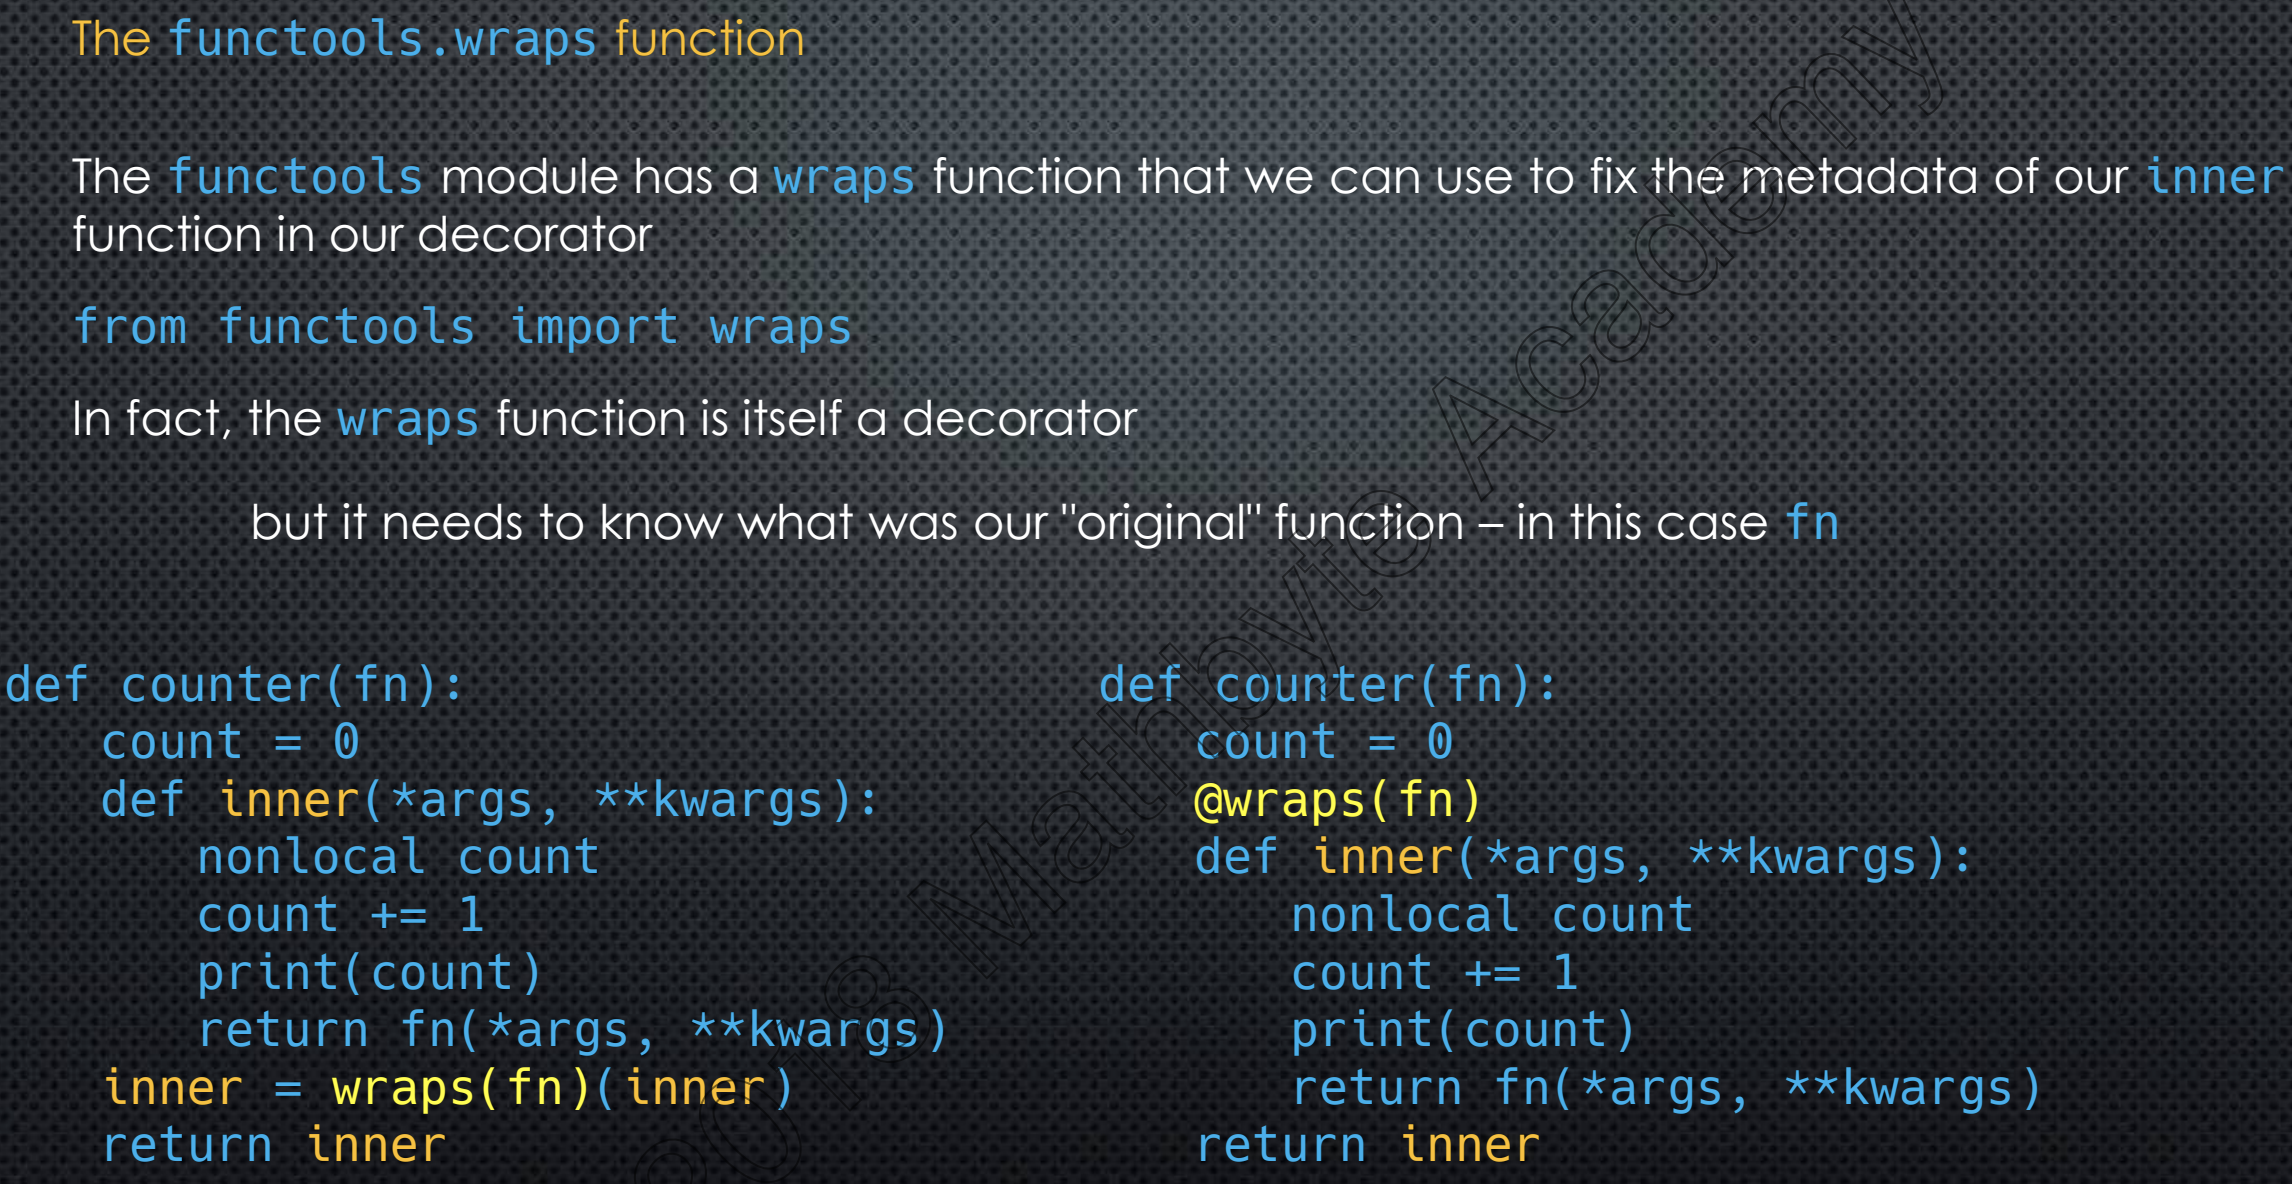 The functools.wraps function
The functools module has a wraps function that we can use to fix the metadata of our inner
function in our decorator
from functools import wraps
In fact, the wraps function is itself a decorator
but it needs to know what was our "original" function – in this case fn
def counter(fn):
count = 0
def inner(*args, **kwargs):
nonlocal count
count += 1
print(count)
return fn(*args, **kwargs)
inner = wraps(fn)(inner)
return inner
def counter(fn):
count = 0
@wraps(fn)
def inner(*args, **kwargs):
nonlocal count
count += 1
print(count)
return fn(*args, **kwargs)
return inner
Mathbyte Academy